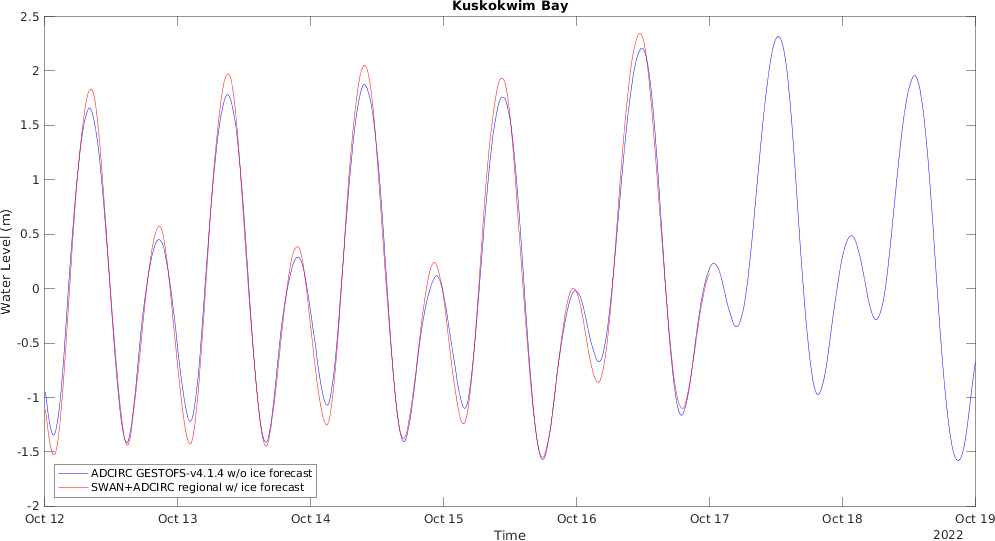 Kuskokwim Bay
2.5
2
1.5
1
0.5
0
-0.5
-1
-1.5
-2
Water Level (m)
ADCIRC GESTOFS-v4.1.4 w/o ice forecast
SWAN+ADCIRC regional w/ ice forecast
Oct 12 Oct 13 Oct 14 Oct 15 Oct 16 Oct 17 Oct 18 Oct 19
Time
2022